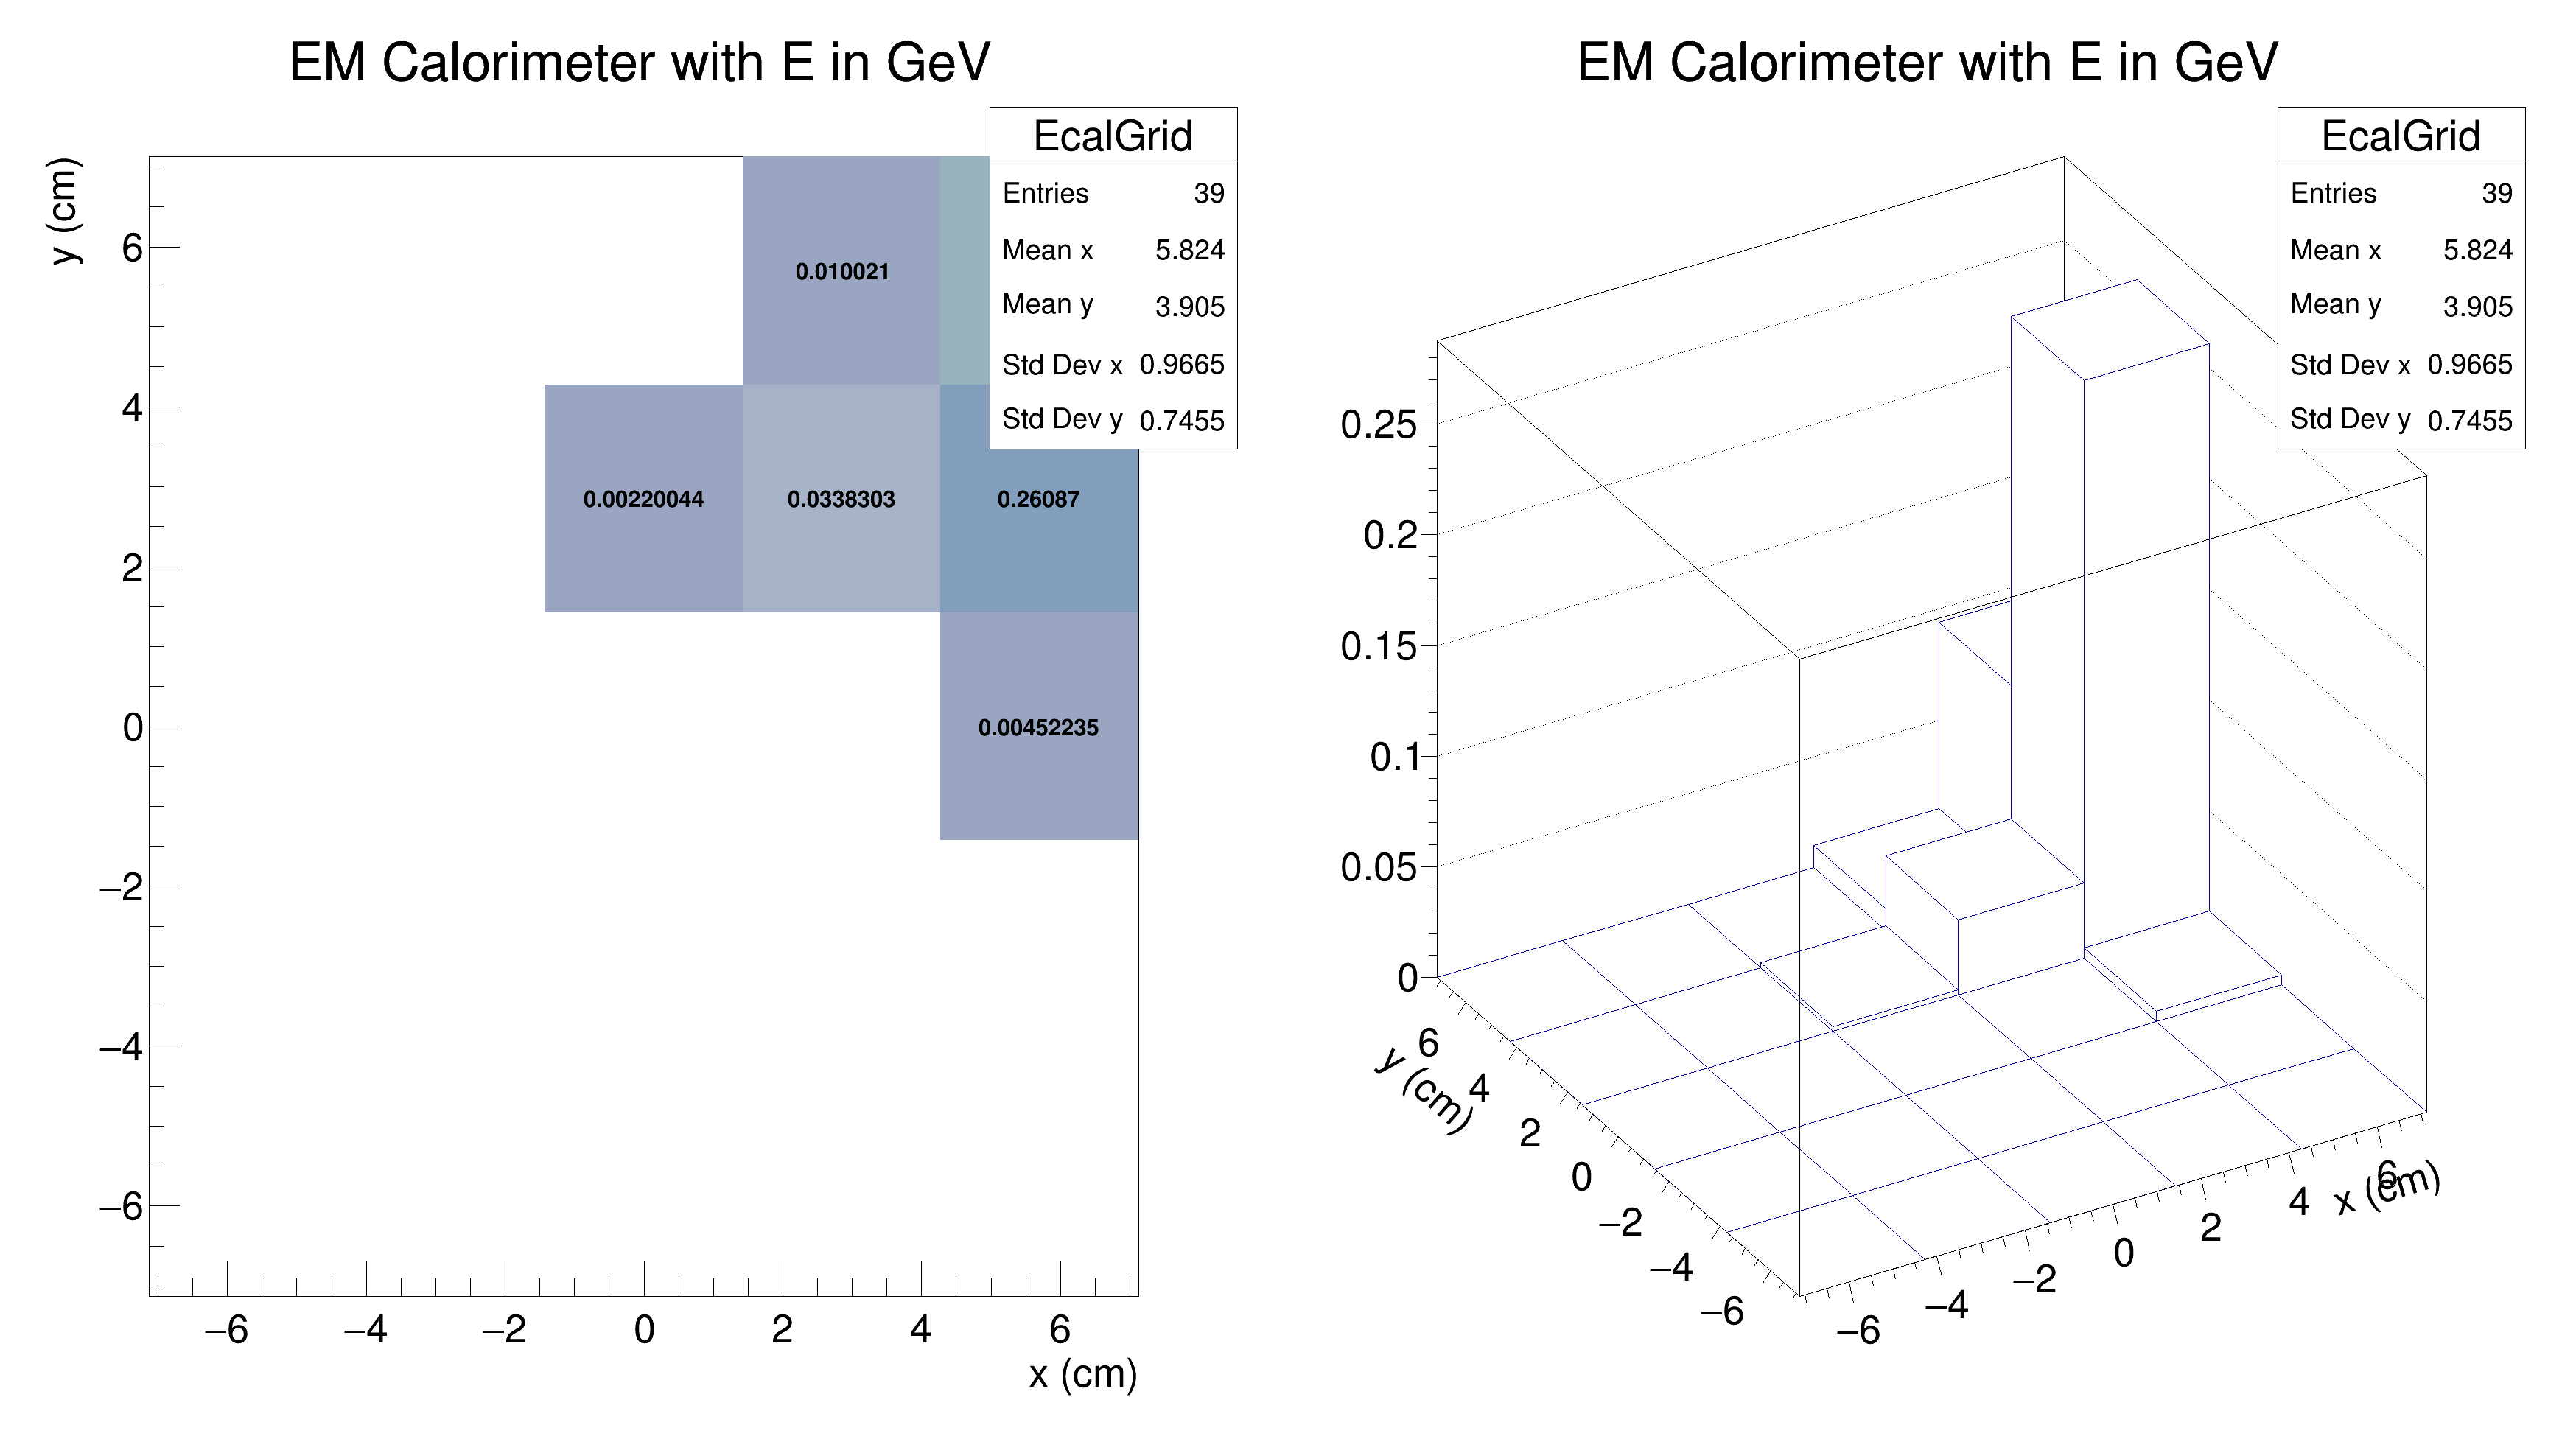 EM Calorimeter with E in GeV
EcalGrid
Entries 39
Mean x 5.824
Mean y 3.905
Std Dev x 0.9665
Std Dev y 0.7455
y (cm)
6
4
2
0
−2
−4
−6
0.010021
0.00220044 0.0338303 0.26087
0.00452235
−6 −4 −2 0 2 4 6
x (cm)
EM Calorimeter with E in GeV
EcalGrid
Entries 39
Mean x 5.824
Mean y 3.905
Std Dev x 0.9665
Std Dev y 0.7455
0.25
0.2
0.15
0.1
0.05
0
6
4
2
0
−2
−4
−6
y (cm)
−6 −4 −2 0 2 4 6
x (cm)